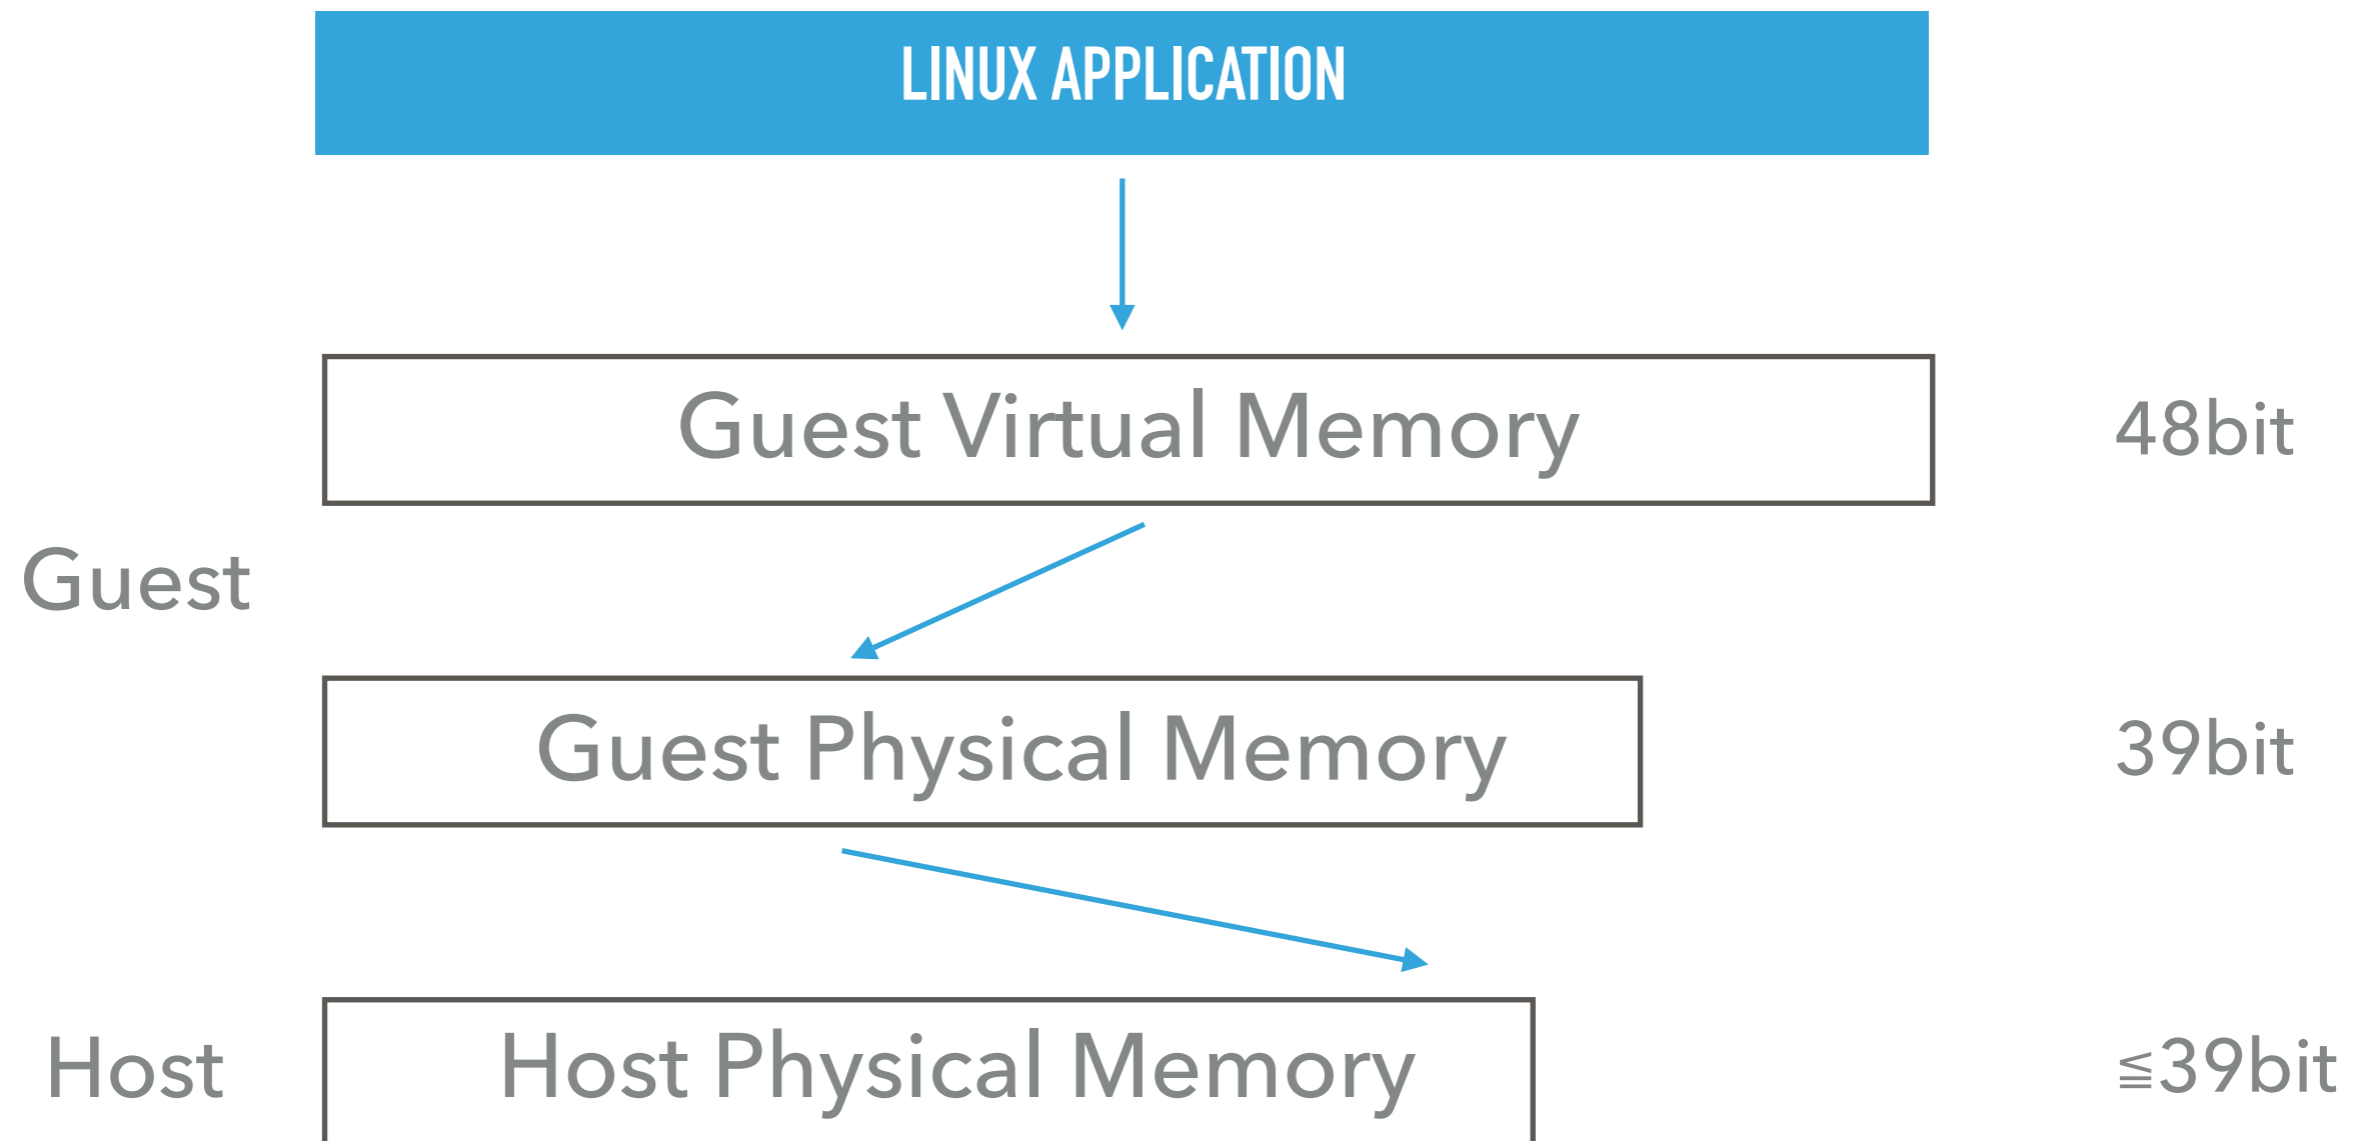 LINUX APPLICATION
Guest Virtual Memory
48bit
Guest
Guest Physical Memory
39bit
Host
Host Physical Memory
≦39bit